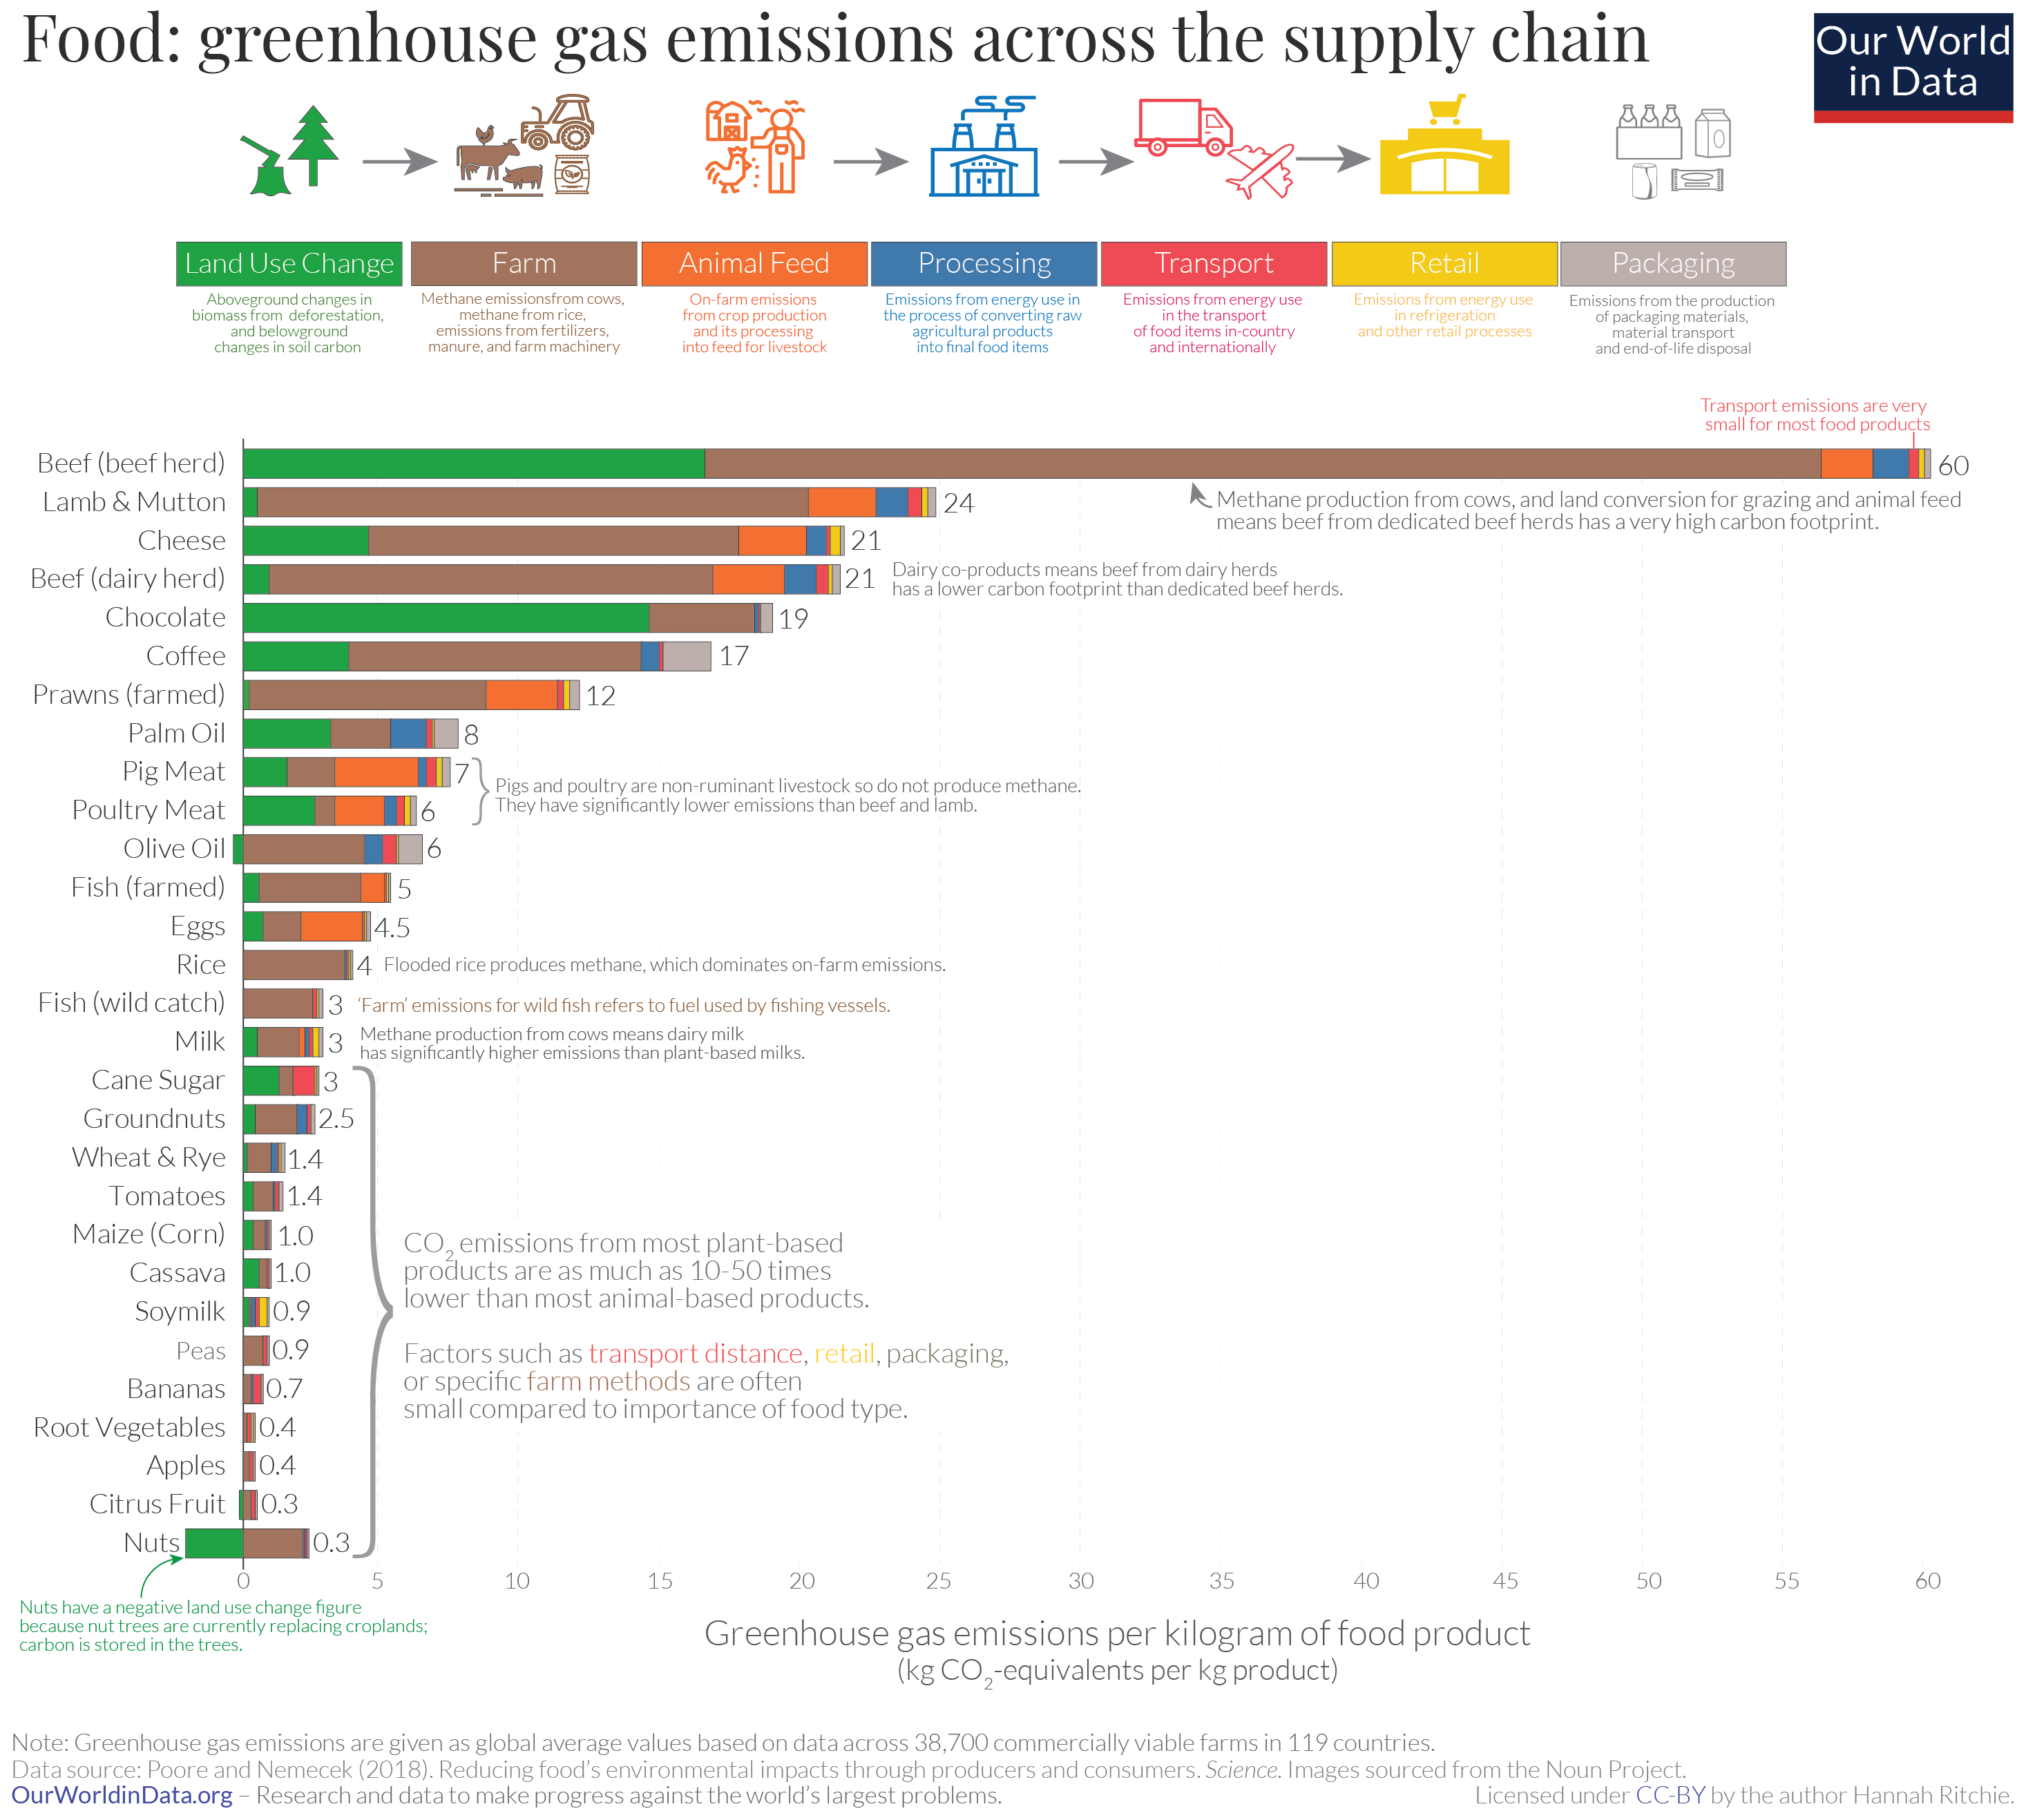 Food: greenhouse gas emissions across the supply chain
Our World
in Data
Land Use Change
Aboveground changes in
biomass from deforestation,
and belowground
changes in soil carbon
Farm
Methane emissionsfrom cows,
methane from rice,
emissions from fertilizers,
manure, and farm machinery
Animal Feed
On-farm emissions
from crop production
and its processing
into feed for livestock
Processing
Emissions from energy use in
the process of converting raw
agricultural products
into final food items
Transport
Emissions from energy use
in the transport
of food items in-country
and internationally
Retail
Emissions from energy use
in refrigeration
and other retail processes
Packaging
Emissions from the production
of packaging materials,
material transport
and end-of-life disposal
Transport emissions are very
small for most food products
Beef (beef herd) 60
Methane production from cows, and land conversion for grazing and animal feed
means beef from dedicated beef herds has a very high carbon footprint.
Lamb & Mutton 24
Cheese 21
Beef (dairy herd) 21
Dairy co-products means beef from dairy herds
has a lower carbon footprint than dedicated beef herds.
Chocolate 19
Coffee 17
Prawns (farmed) 12
Palm Oil 8
Pig Meat 7
Pigs and poultry are non-ruminant livestock so do not produce methane.
They have significantly lower emissions than beef and lamb.
Poultry Meat 6
Olive Oil 6
Fish (farmed) 5
Eggs 4.5
Rice 4 Flooded rice produces methane, which dominates on-farm emissions.
Fish (wild catch) 3 ‘Farm’ emissions for wild fish refers to fuel used by fishing vessels.
Milk 3
Methane production from cows means dairy milk
has significantly higher emissions than plant-based milks.
Cane Sugar 3
Groundnuts 2.5
Wheat & Rye 1.4
Tomatoes 1.4
Maize (Corn) 1.0
Cassava 1.0
Soymilk 0.9
Peas 0.9
Bananas 0.7
Root Vegetables 0.4
Apples 0.4
Citrus Fruit 0.3
Nuts 0.3
CO2 emissions from most plant-based
products are as much as 10-50 times
lower than most animal-based products.
Factors such as transport distance, retail, packaging,
or specific farm methods are often
small compared to importance of food type.
0 5 10 15 20 25 30 35 40 45 50 55 60
Nuts have a negative land use change figure
because nut trees are currently replacing croplands;
carbon is stored in the trees.
Greenhouse gas emissions per kilogram of food product
(kg CO2-equivalents per kg product)
Note: Greenhouse gas emissions are given as global average values based on data across 38,700 commercially viable farms in 119 countries.
Data source: Poore and Nemecek (2018). Reducing food’s environmental impacts through producers and consumers. Science. Images sourced from the Noun Project.
OurWorldinData.org – Research and data to make progress against the world’s largest problems.
Licensed under CC-BY by the author Hannah Ritchie.